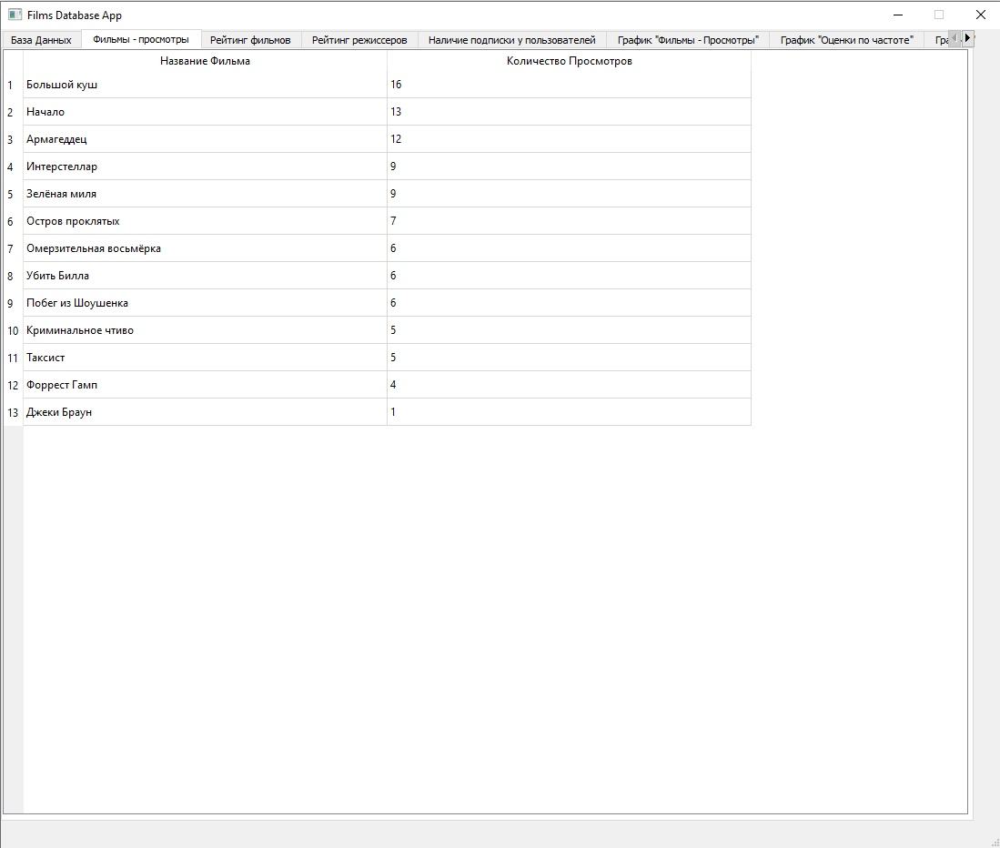 Films Database App
База Данных Фильмы - просмотры Рейтинг фильмов Рейтинг режиссеров Наличие подписки у пользователей График "Фильмы - Просмотры" График "Оценки по частоте"
Название Фильма Количество Просмотров
1 Большой куш 16
2 Начало 13
3 Армагеддец 12
4 Интерстеллар 9
5 Зелёная миля 9
6 Остров проклятых 7
7 Омерзительная восьмёрка 6
8 Убить Билла 6
9 Побег из Шоушенка 6
10 Криминальное чтиво 5
11 Таксист 5
12 Форрест Гамп 4
13 Джеки Браун 1